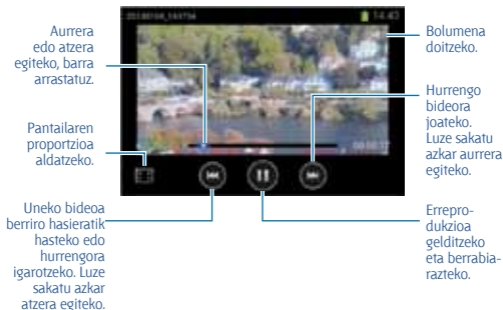 Aurrera
edo atzera
egiteko, barra
arrastatuz.
Pantailaren
proportzioa
aldatzeko.
Uneko bideoa
berriro hasieratik
hasteko edo
hurrengora
igarotzeko. Luze
sakatu azkar
atzera egiteko.
14:43
Bolumena
doitzeko.
Hurrengo
bideora
joateko.
Luze sakatu
azkar aurrera
egiteko.
Errepro-
dukzioa
gelditzeko
eta berrabia-
razteko.